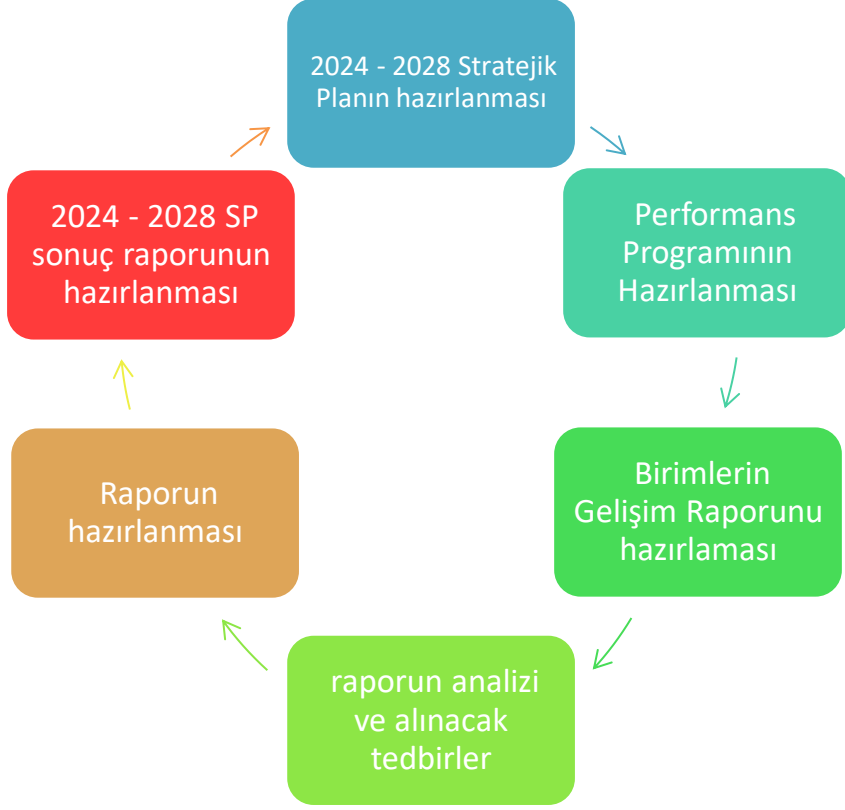 2024 - 2028 Stratejik
Planın hazırlanması
Performans
Programının
Hazırlanması
Birimlerin
Gelişim Raporunu
hazırlaması
raporun analizi
ve alınacak
tedbirler
Raporun
hazırlanması
2024 - 2028 SP
sonuç raporunun
hazırlanması